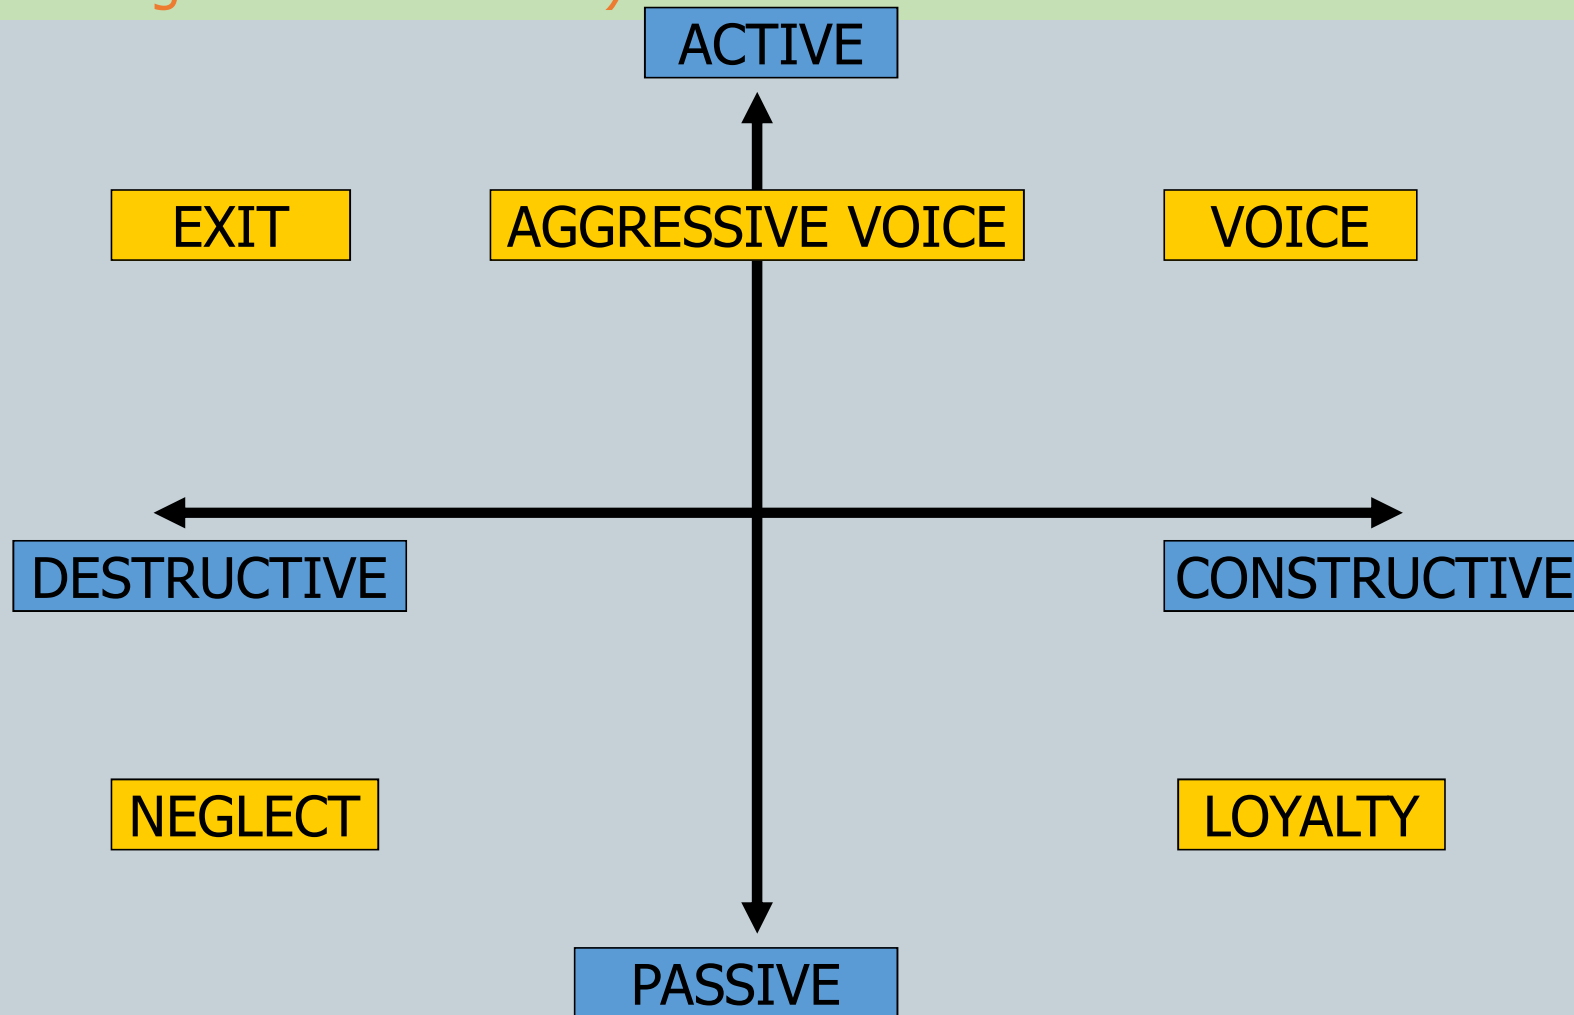 ACTIVE
EXIT
AGGRESSIVE VOICE
VOICE
DESTRUCTIVE
CONSTRUCTIVE
NEGLECT
LOYALTY
PASSIVE